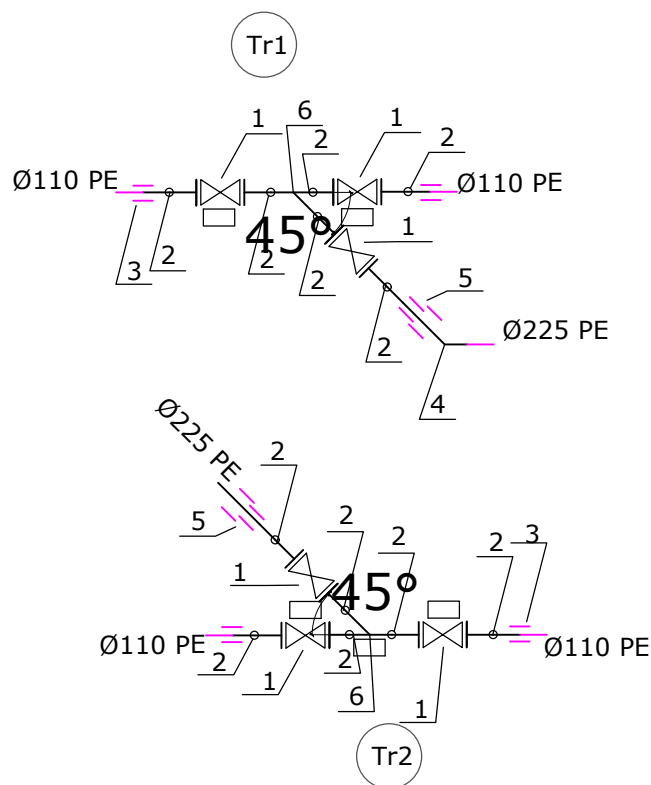 Tr1
1 6 1
2 2
Ø110 PE Ø110 PE
45° 1
3 2 2 2 5
2 Ø225 PE
4
Ø225 PE
2
2 2 2 3
5
1 45°
Ø110 PE 2 2 Ø110 PE
1 6 1
Tr2